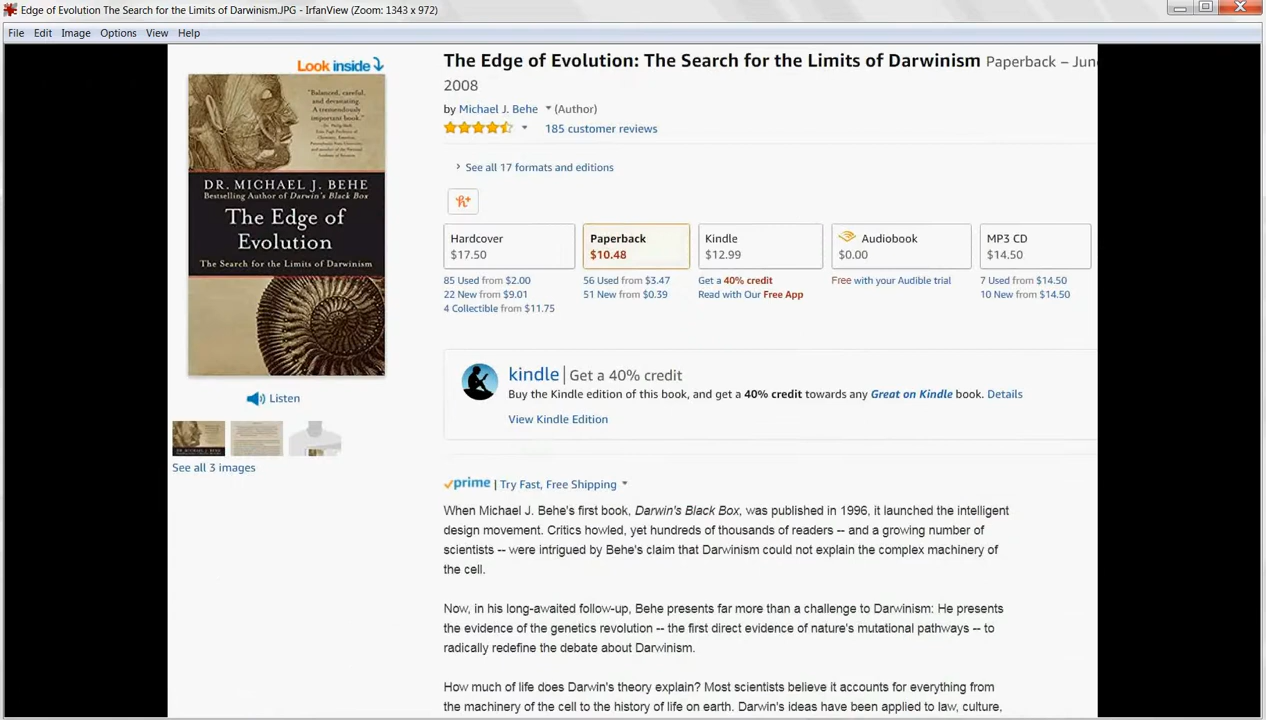 Edge of Evolution The Search for the Limits of Darwinism.JPG - IrfanView (Zoom: 1343 x 972)
File Edit Image Options View Help
Look inside
"Balanced, careful,
and devastating.
A tremendously
important book."
DR. MICHAEL J. BEHE
Bestselling Author of Darwin's Black Box
The Edge of
Evolution
The Search for the Limits of Darwinism
Listen
See all 3 images
The Edge of Evolution: The Search for the Limits of Darwinism Paperback – June
2008
by Michael J. Behe (Author)
185 customer reviews
See all 17 formats and editions
Hardcover
$17.50
85 Used from $2.00
22 New from $9.01
4 Collectible from $11.75
Paperback
$10.48
56 Used from $3.47
51 New from $0.39
Kindle
$12.99
Get a 40% credit
Read with Our Free App
Audiobook
$0.00
Free with your Audible trial
MP3 CD
$14.50
7 Used from $14.50
10 New from $14.50
kindle | Get a 40% credit
Buy the Kindle edition of this book, and get a 40% credit towards any Great on Kindle book. Details
View Kindle Edition
prime | Try Fast, Free Shipping
When Michael J. Behe's first book, Darwin's Black Box, was published in 1996, it launched the intelligent
design movement. Critics howled, yet hundreds of thousands of readers -- and a growing number of
scientists -- were intrigued by Behe's claim that Darwinism could not explain the complex machinery of
the cell.
Now, in his long-awaited follow-up, Behe presents far more than a challenge to Darwinism: He presents
the evidence of the genetics revolution -- the first direct evidence of nature's mutational pathways -- to
radically redefine the debate about Darwinism.
How much of life does Darwin's theory explain? Most scientists believe it accounts for everything from
the machinery of the cell to the history of life on earth. Darwin's ideas have been applied to law, culture,